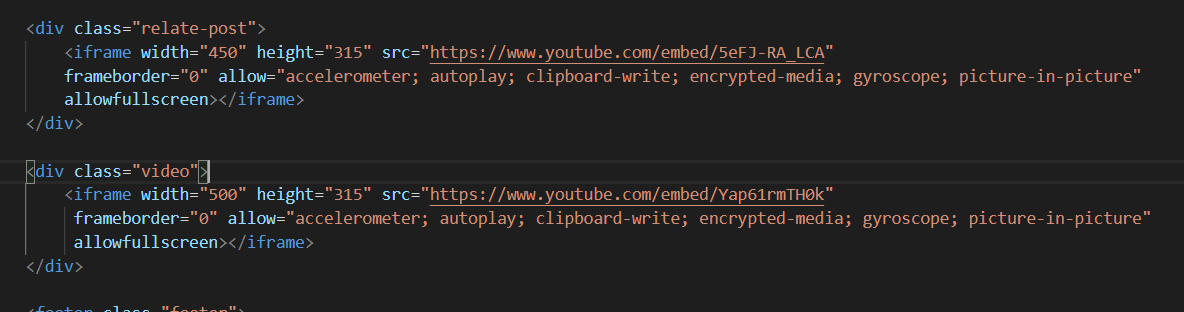 <div class="relate-post">
<iframe width="450" height="315" src="https://www.youtube.com/embed/5eFJ-RA_LCA"
frameborder="0" allow="accelerometer; autoplay; clipboard-write; encrypted-media; gyroscope; picture-in-picture"
allowfullscreen></iframe>
</div>
<div class="video">
<iframe width="500" height="315" src="https://www.youtube.com/embed/Yap61rmTH0k"
frameborder="0" allow="accelerometer; autoplay; clipboard-write; encrypted-media; gyroscope; picture-in-picture"
allowfullscreen></iframe>
</div>
<footer class="footer">